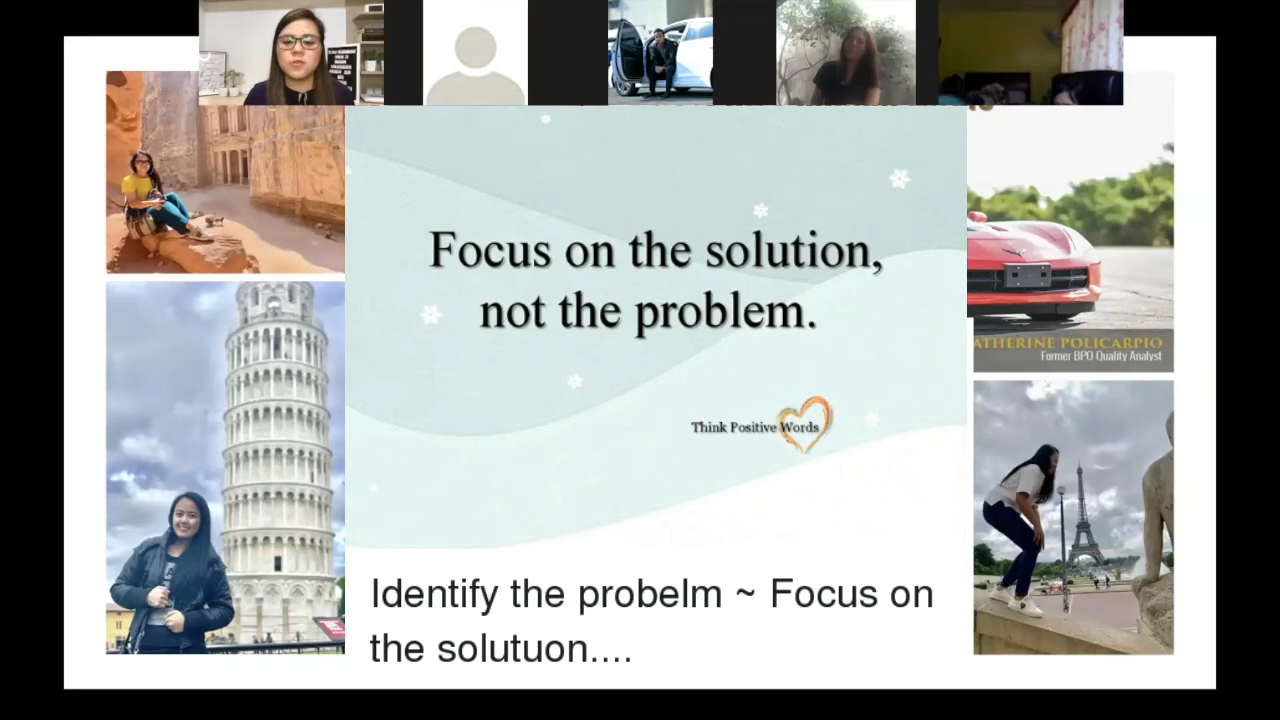 Focus on the solution,
not the problem.
Think Positive Words
Identify the probelm ~ Focus on
the solutuon....
ATHERINE POLICARPIO
Former BPO Quality Analyst